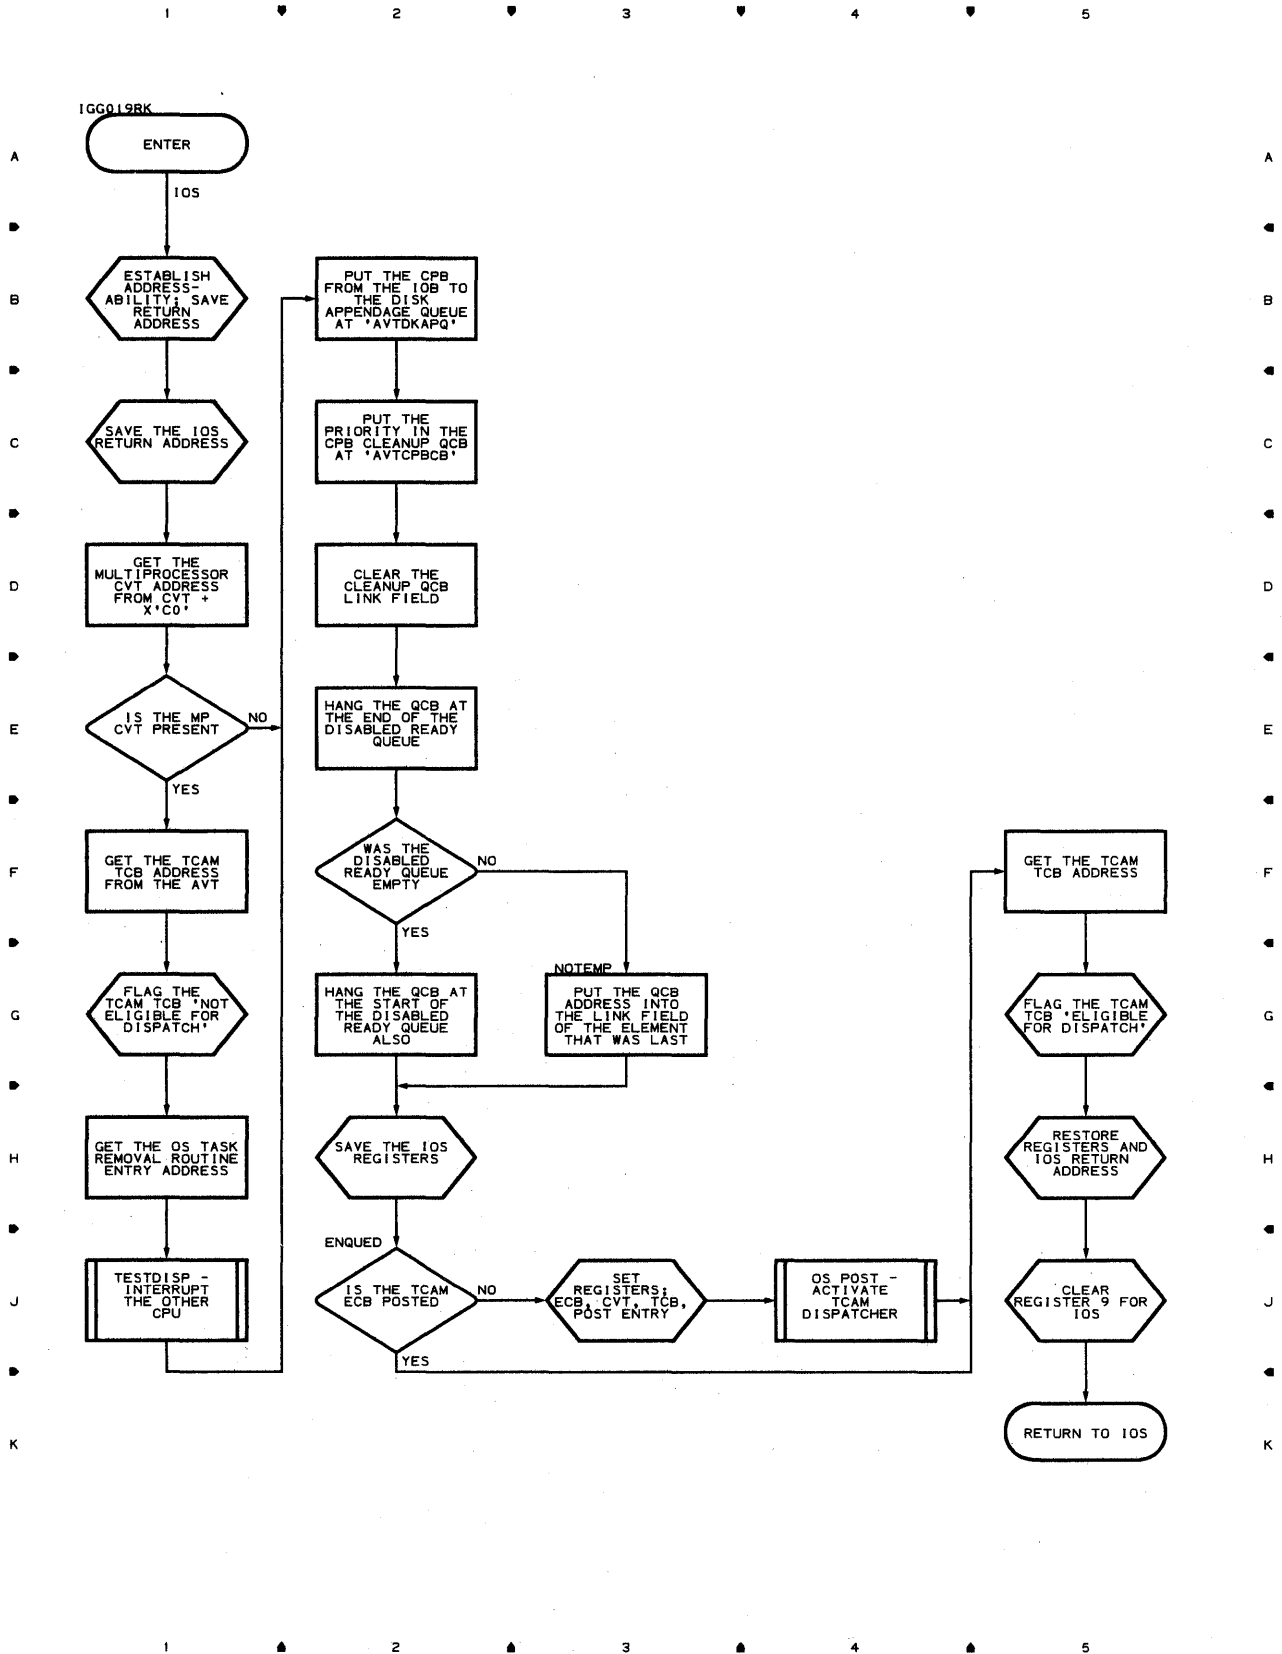 1 2 3 4 5
IGG019RK
ENTER
A A
IOS
ESTABLISH
ADDRESS-
ABILITY; SAVE
RETURN
ADDRESS
PUT THE CPB
FROM THE IOB TO
THE DISK
APPENDAGE QUEUE
AT 'AVTDKAPQ'
B B
SAVE THE IOS
RETURN ADDRESS
PUT THE
PRIORITY IN THE
CPB CLEANUP QCB
AT 'AVTCPBCB'
C C
GET THE
MULTIPROCESSOR
CVT ADDRESS
FROM CVT +
X'C0'
CLEAR THE
CLEANUP QCB
LINK FIELD
D D
IS THE MP
CVT PRESENT
NO
YES
HANG THE QCB AT
THE END OF THE
DISABLED READY
QUEUE
E E
GET THE TCAM
TCB ADDRESS
FROM THE AVT
WAS THE
DISABLED
READY QUEUE
EMPTY
NO
YES
GET THE TCAM
TCB ADDRESS
F F
FLAG THE
TCAM TCB 'NOT
ELIGIBLE FOR
DISPATCH'
HANG THE QCB AT
THE START OF
THE DISABLED
READY QUEUE
ALSO
NOTEMP
PUT THE QCB
ADDRESS INTO
THE LINK FIELD
OF THE ELEMENT
THAT WAS LAST
FLAG THE TCAM
TCB 'ELIGIBLE
FOR DISPATCH'
G G
GET THE OS TASK
REMOVAL ROUTINE
ENTRY ADDRESS
SAVE THE IOS
REGISTERS
RESTORE
REGISTERS AND
IOS RETURN
ADDRESS
H H
TESTDISP -
INTERRUPT
THE OTHER
CPU
ENQUED
IS THE TCAM
ECB POSTED
NO
YES
SET
REGISTERS;
ECB, CVT, TCB,
POST ENTRY
OS POST -
ACTIVATE
TCAM
DISPATCHER
CLEAR
REGISTER 9 FOR
IOS
J J
RETURN TO IOS
K K
1 2 3 4 5